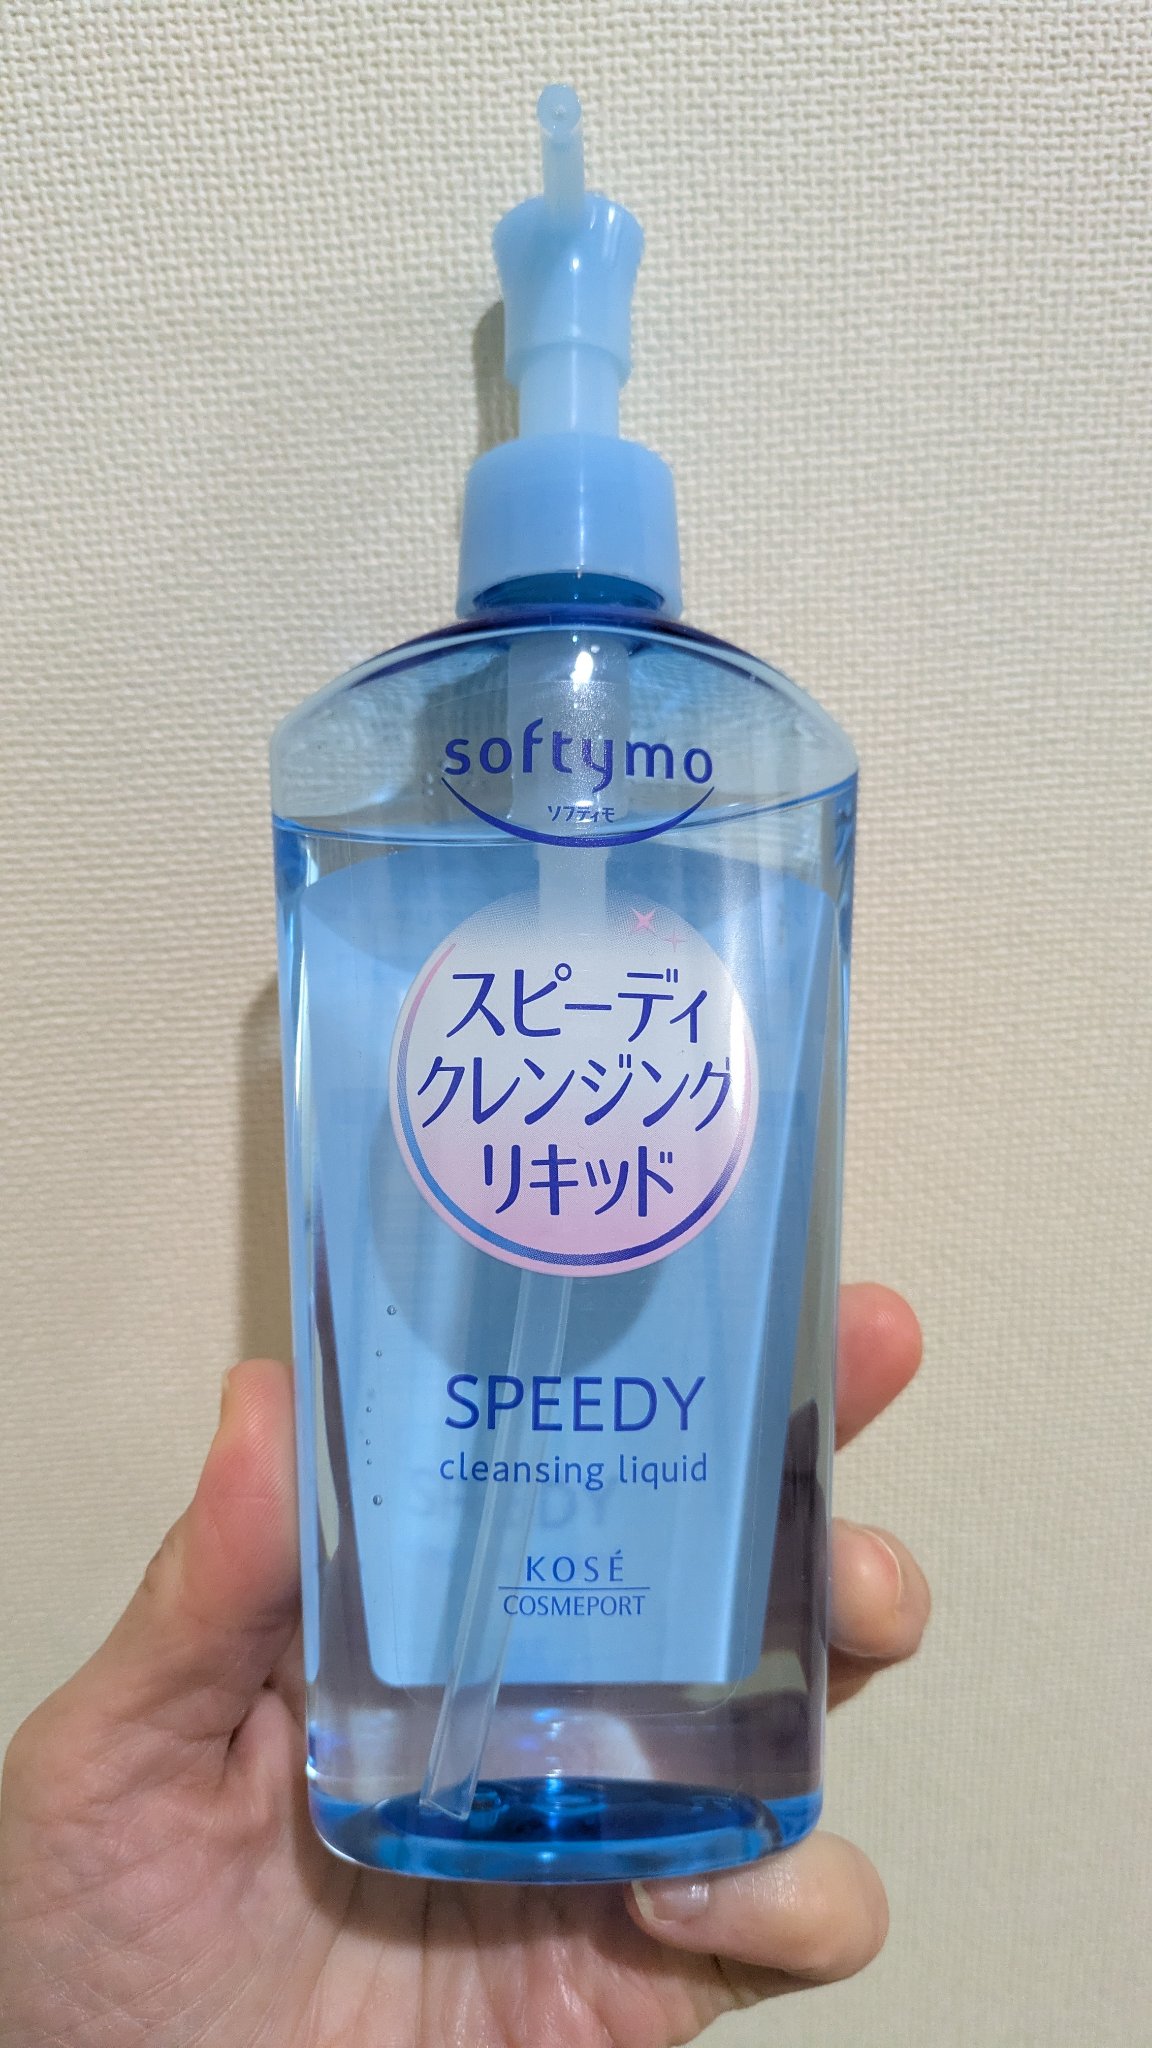 softymo
ソフティモ
スピーディ
クレンジング
リキッド
SPEEDY
cleansing liquid
KOSÉ
COSMEPORT